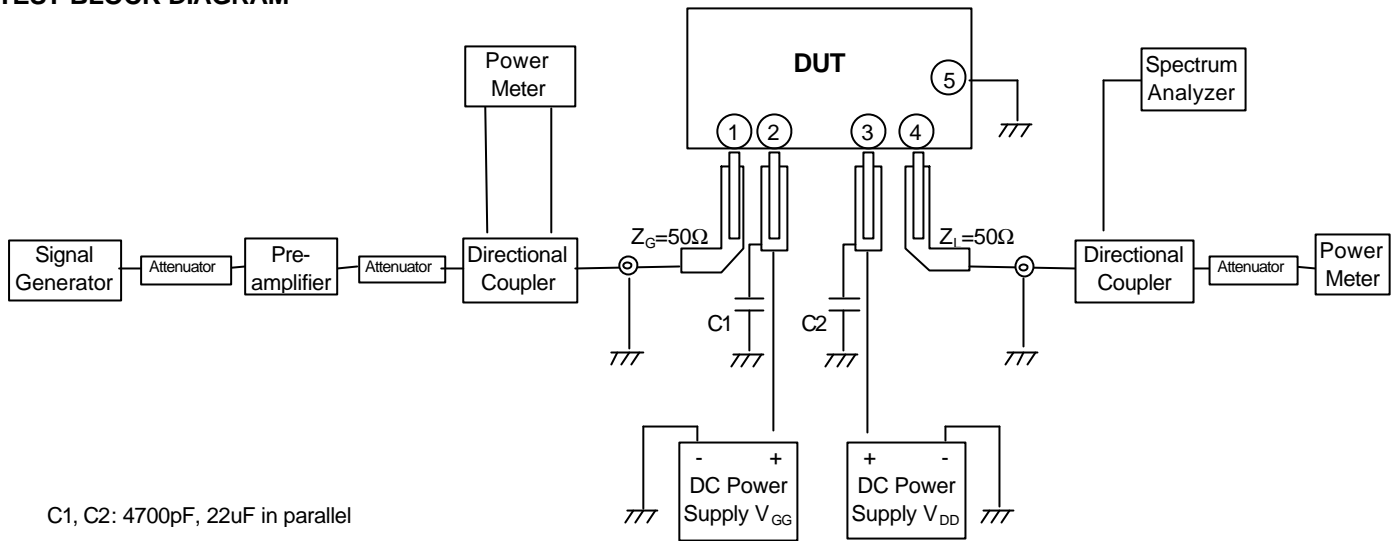 TEST BLOCK DIAGRAM
DUT
Power
Meter
5
Spectrum
Analyzer
1
2
3
4
Z_G=50Ω
Z_L=50Ω
Signal
Generator
Attenuator
Pre-
amplifier
Attenuator
Directional
Coupler
Directional
Coupler
Attenuator
Power
Meter
C1
C2
- +
DC Power
Supply V_GG
+ -
DC Power
Supply V_DD
C1, C2: 4700pF, 22uF in parallel